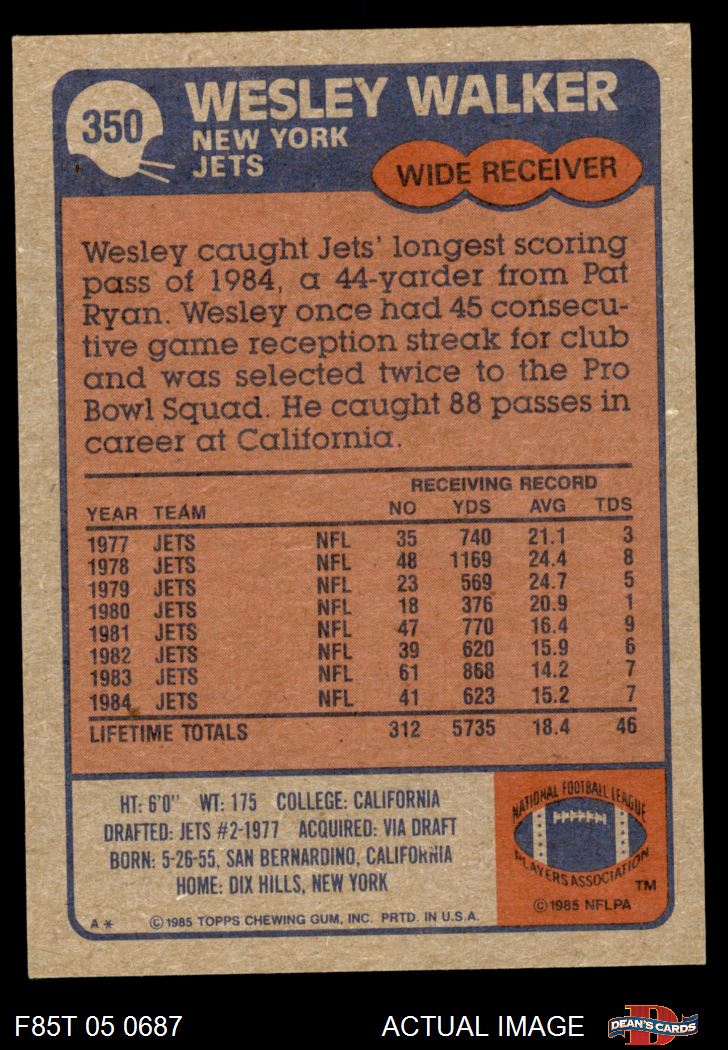 350
WESLEY WALKER
NEW YORK
JETS
WIDE RECEIVER
Wesley caught Jets' longest scoring
pass of 1984, a 44-yarder from Pat
Ryan. Wesley once had 45 consecu-
tive game reception streak for club
and was selected twice to the Pro
Bowl Squad. He caught 88 passes in
career at California.
RECEIVING RECORD
YEAR TEAM NO YDS AVG TDS
1977 JETS NFL 35 740 21.1 3
1978 JETS NFL 48 1169 24.4 8
1979 JETS NFL 23 569 24.7 5
1980 JETS NFL 18 376 20.9 1
1981 JETS NFL 47 770 16.4 9
1982 JETS NFL 39 620 15.9 6
1983 JETS NFL 61 868 14.2 7
1984 JETS NFL 41 623 15.2 7
LIFETIME TOTALS 312 5735 18.4 46
HT: 6'0" WT: 175 COLLEGE: CALIFORNIA
DRAFTED: JETS #2-1977 ACQUIRED: VIA DRAFT
BORN: 5-26-55, SAN BERNARDINO, CALIFORNIA
HOME: DIX HILLS, NEW YORK
A* © 1985 TOPPS CHEWING GUM, INC. PRTD. IN U.S.A.
NATIONAL FOOTBALL LEAGUE
PLAYERS ASSOCIATION
TM
© 1985 NFLPA
F85T 05 0687
ACTUAL IMAGE
D
DEAN'S CARDS